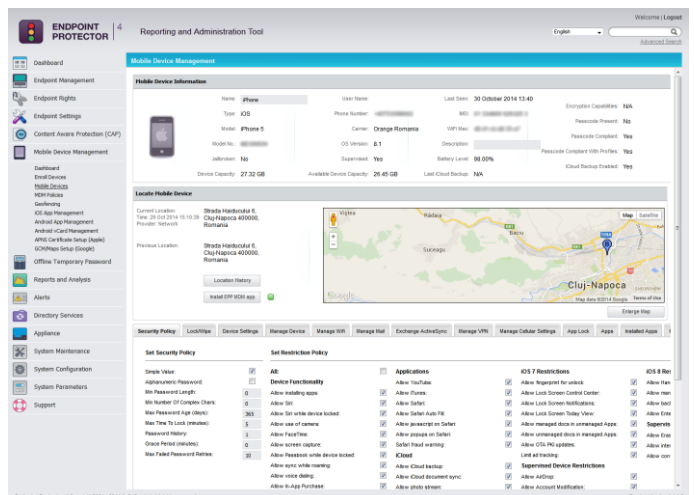 Welcome | Logout
ENDPOINT PROTECTOR | 4
Reporting and Administration Tool
English
Advanced Search
Dashboard
Endpoint Management
Endpoint Rights
Endpoint Settings
Content Aware Protection (CAP)
Mobile Device Management
Dashboard
Enroll Devices
Mobile Devices
MDM Policies
Geofencing
iOS App Management
Android App Management
Android vCard Management
APNS Certificate Setup (Apple)
GCM/Maps Setup (Google)
Offline Temporary Password
Reports and Analysis
Alerts
Directory Services
Appliance
System Maintenance
System Configuration
System Parameters
Support
Mobile Device Management
Mobile Device Information
Name: iPhone
User Name:
Last Seen: 30 October 2014 13:40
Encryption Capabilities: N/A
Type: iOS
Phone Number:
Passcode Present: No
Model: iPhone 5
Carrier: Orange Romania
WiFi Mac:
Passcode Compliant: Yes
Model No.:
OS Version: 8.1
Description:
Passcode Compliant With Profiles: Yes
Jailbroken: No
Supervised: Yes
Battery Level: 98.00%
iCloud Backup Enabled: Yes
Device Capacity: 27.32 GB
Available Device Capacity: 26.45 GB
Last iCloud Backup: N/A
Locate Mobile Device
Current Location:
Provider: Network
Strada Haiducului 6,
Cluj-Napoca 400000,
Romania
Previous Location:
Strada Haiducului 6,
Cluj-Napoca 400000,
Romania
Location History
Install EPP MDM app
Rădaia
Baciu
Suceagu
Cluj-Napoca
Map Satellite
Google
Map data ©2014 Google Terms of Use
Enlarge Map
Security Policy Lock/Wipe Device Settings Manage Device Manage Wifi Manage Mail Exchange ActiveSync Manage VPN Manage Cellular Settings App Lock Apps Installed Apps
Set Security Policy
Simple Value:
Alphanumeric Password:
Min Password Length: 0
Min Number Of Complex Chars: 0
Max Password Age (days): 365
Max Time To Lock (minutes): 5
Password History: 3
Grace Period (minutes): 0
Max Failed Password Retries: 10
Set Restriction Policy
All:
Device Functionality
Allow installing apps:
Allow Siri:
Allow Siri while device locked:
Allow use of camera:
Allow FaceTime:
Allow screen capture:
Allow Passbook while device locked:
Allow sync while roaming:
Allow voice dialing:
Allow In-App Purchase:
Applications
Allow YouTube:
Allow iTunes:
Allow Safari:
Allow Safari Auto Fill:
Allow javascript on Safari:
Allow popups on Safari:
Safari fraud warning:
iCloud
Allow iCloud backup:
Allow iCloud document sync:
Allow photo stream:
iOS 7 Restrictions
Allow fingerprint for unlock:
Allow Lock Screen Control Center:
Allow Lock Screen Notifications:
Allow Lock Screen Today View:
Allow managed docs in unmanaged Apps:
Allow unmanaged docs in managed Apps:
Allow OTA PKI updates:
Limit ad tracking:
Supervised Device Restrictions
Allow AirDrop:
Allow Account Modification: